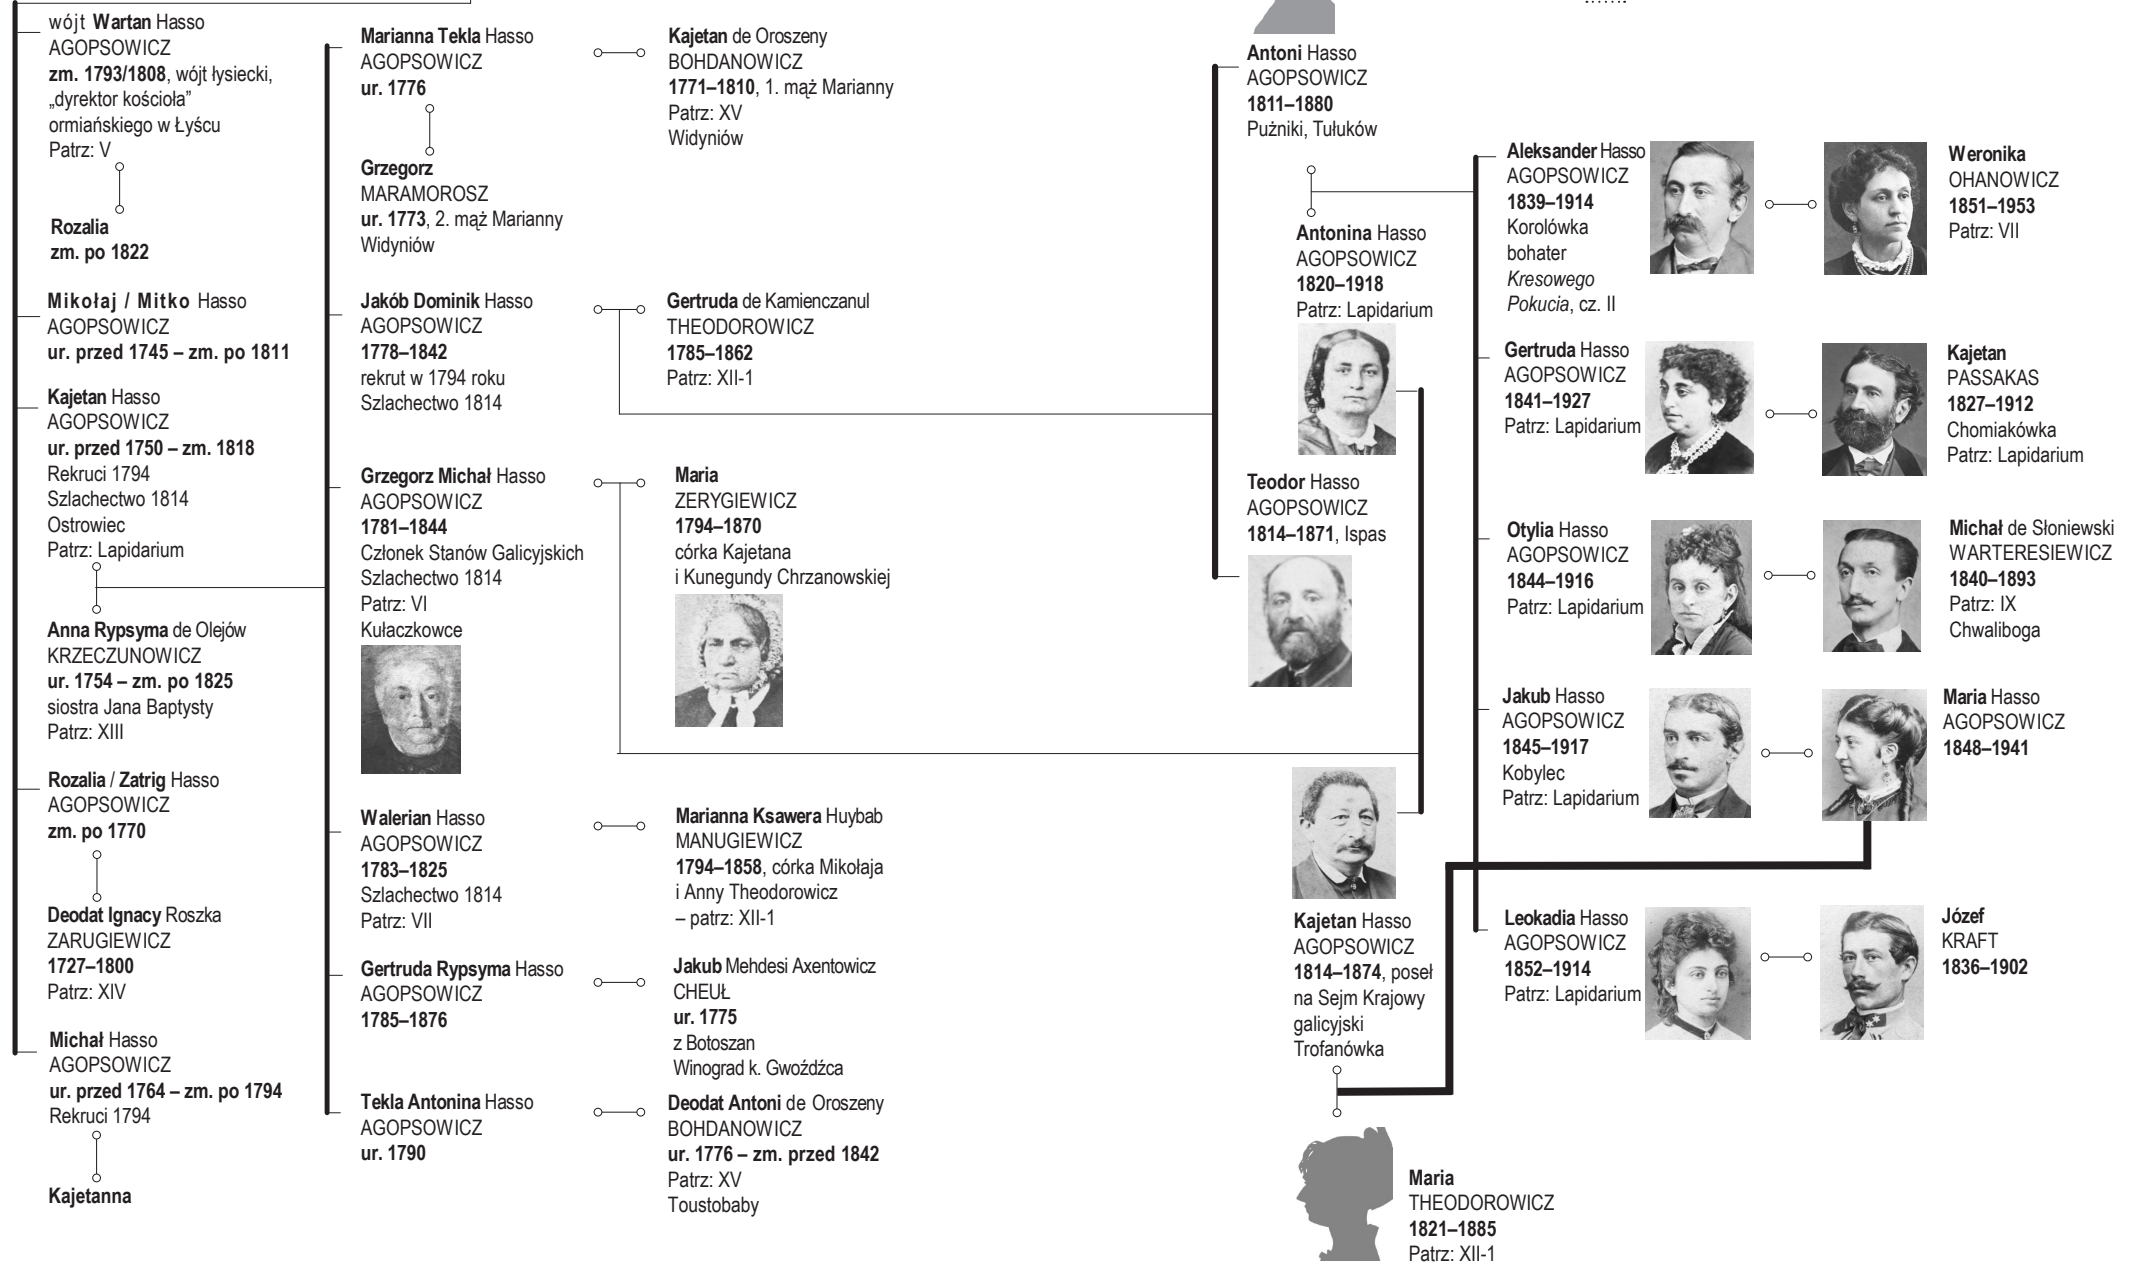 wójt Wartan Hasso
AGOPSOWICZ
zm. 1793/1808, wójt łysiecki,
„dyrektor kościoła”
ormiańskiego w Łyścu
Patrz: V
Rozalia
zm. po 1822
Mikołaj / Mitko Hasso
AGOPSOWICZ
ur. przed 1745 – zm. po 1811
Kajetan Hasso
AGOPSOWICZ
ur. przed 1750 – zm. 1818
Rekruci 1794
Szlachectwo 1814
Ostrowiec
Patrz: Lapidarium
Anna Rypsyma de Olejów
KRZECZUNOWICZ
ur. 1754 – zm. po 1825
siostra Jana Baptysty
Patrz: XIII
Rozalia / Zatrig Hasso
AGOPSOWICZ
zm. po 1770
Deodat Ignacy Roszka
ZARUGIEWICZ
1727–1800
Patrz: XIV
Michał Hasso
AGOPSOWICZ
ur. przed 1764 – zm. po 1794
Rekruci 1794
Kajetanna
Marianna Tekla Hasso
AGOPSOWICZ
ur. 1776
Grzegorz
MARAMOROSZ
ur. 1773, 2. mąż Marianny
Widyniów
Jakób Dominik Hasso
AGOPSOWICZ
1778–1842
rekrut w 1794 roku
Szlachectwo 1814
Grzegorz Michał Hasso
AGOPSOWICZ
1781–1844
Członek Stanów Galicyjskich
Szlachectwo 1814
Patrz: VI
Kułaczkowce
Walerian Hasso
AGOPSOWICZ
1783–1825
Szlachectwo 1814
Patrz: VII
Gertruda Rypsyma Hasso
AGOPSOWICZ
1785–1876
Tekla Antonina Hasso
AGOPSOWICZ
ur. 1790
Kajetan de Oroszeny
BOHDANOWICZ
1771–1810, 1. mąż Marianny
Patrz: XV
Widyniów
Gertruda de Kamienczanul
THEODOROWICZ
1785–1862
Patrz: XII-1
Maria
ZERYGIEWICZ
1794–1870
córka Kajetana
i Kunegundy Chrzanowskiej
Marianna Ksawera Huybab
MANUGIEWICZ
1794–1858, córka Mikołaja
i Anny Theodorowicz
– patrz: XII-1
Jakub Mehdesi Axentowicz
CHEUŁ
ur. 1775
z Botoszan
Winograd k. Gwoźdźca
Deodat Antoni de Oroszeny
BOHDANOWICZ
ur. 1776 – zm. przed 1842
Patrz: XV
Toustobaby
Antoni Hasso
AGOPSOWICZ
1811–1880
Pużniki, Tułuków
Antonina Hasso
AGOPSOWICZ
1820–1918
Patrz: Lapidarium
Teodor Hasso
AGOPSOWICZ
1814–1871, Ispas
Kajetan Hasso
AGOPSOWICZ
1814–1874, poseł
na Sejm Krajowy
galicyjski
Trofanówka
Maria
THEODOROWICZ
1821–1885
Patrz: XII-1
Aleksander Hasso
AGOPSOWICZ
1839–1914
Korolówka
bohater
Kresowego
Pokucia, cz. II
Gertruda Hasso
AGOPSOWICZ
1841–1927
Patrz: Lapidarium
Otylia Hasso
AGOPSOWICZ
1844–1916
Patrz: Lapidarium
Jakub Hasso
AGOPSOWICZ
1845–1917
Kobylec
Patrz: Lapidarium
Leokadia Hasso
AGOPSOWICZ
1852–1914
Patrz: Lapidarium
Weronika
OHANOWICZ
1851–1953
Patrz: VII
Kajetan
PASSAKAS
1827–1912
Chomiakówka
Patrz: Lapidarium
Michał de Słoniewski
WARTERESIEWICZ
1840–1893
Patrz: IX
Chwaliboga
Maria Hasso
AGOPSOWICZ
1848–1941
Józef
KRAFT
1836–1902